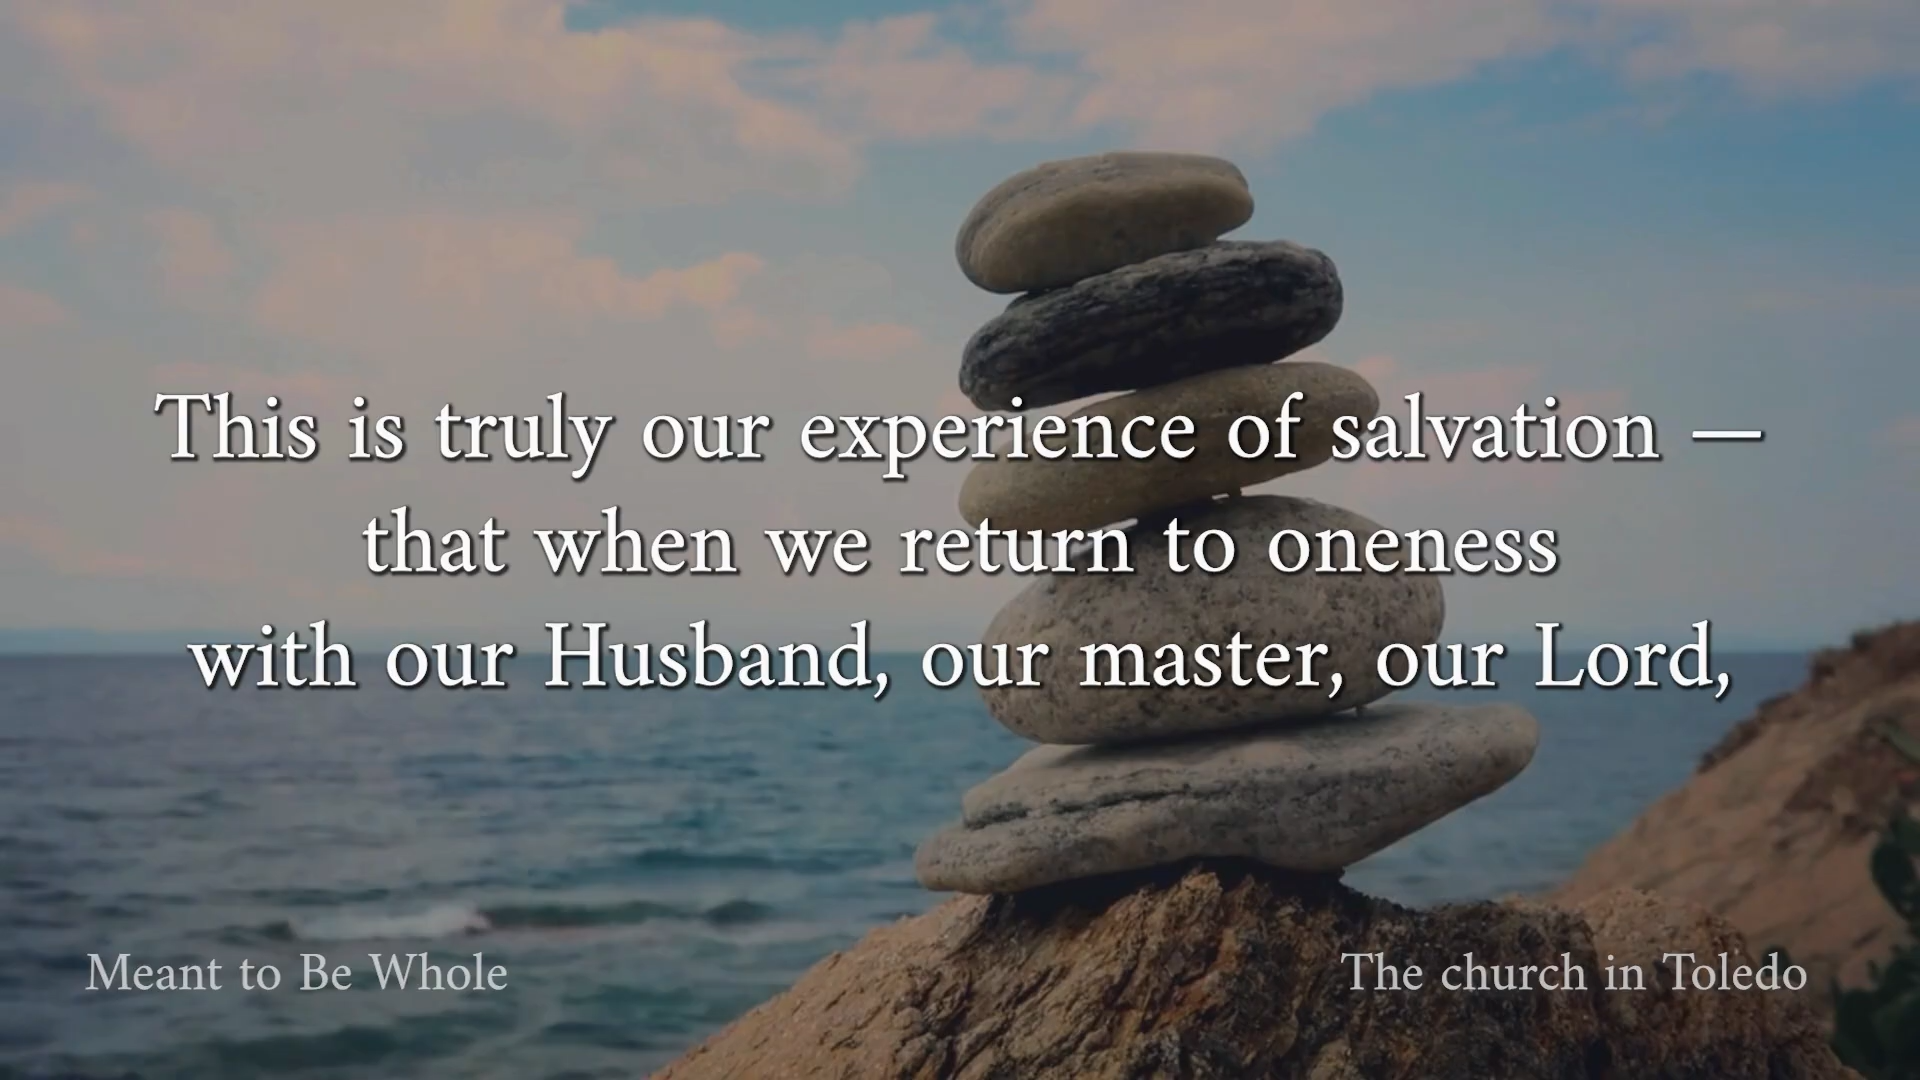 This is truly our experience of salvation —
that when we return to oneness
with our Husband, our master, our Lord,
Meant to Be Whole
The church in Toledo